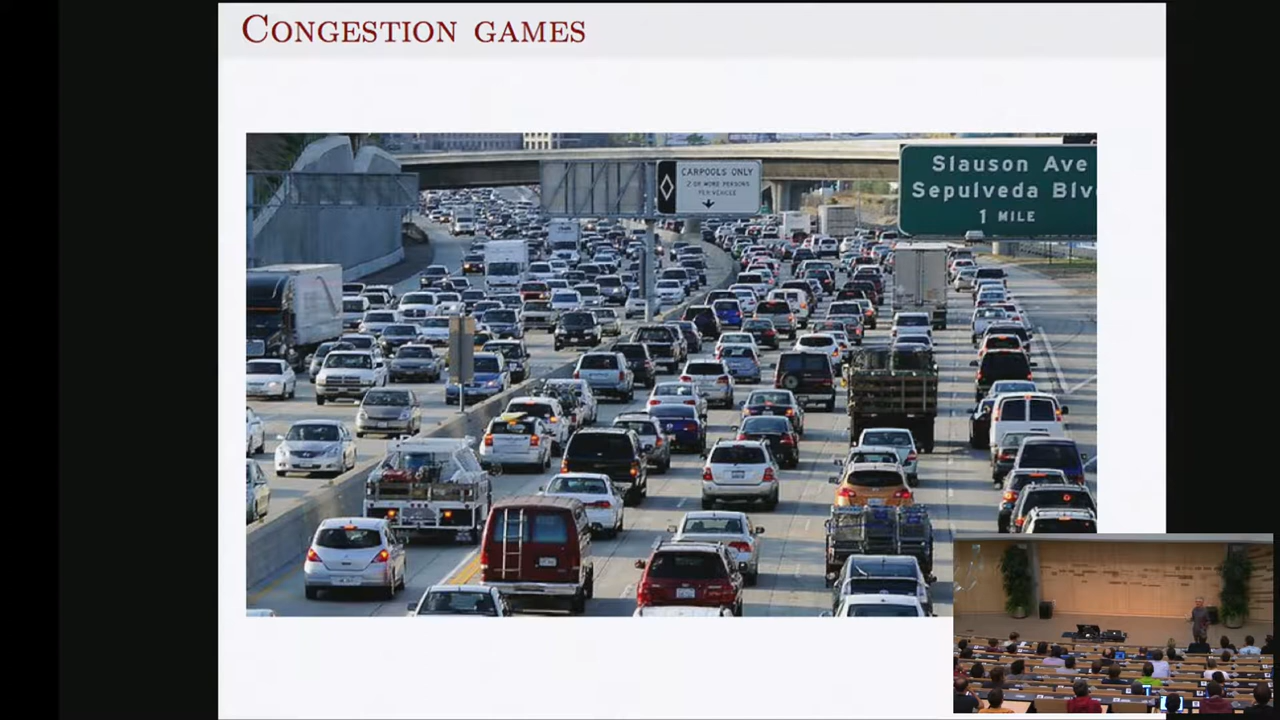 CONGESTION GAMES
CARPOOLS ONLY
2 OR MORE PERSONS
PER VEHICLE
Slauson Ave
Sepulveda Blv
1 MILE